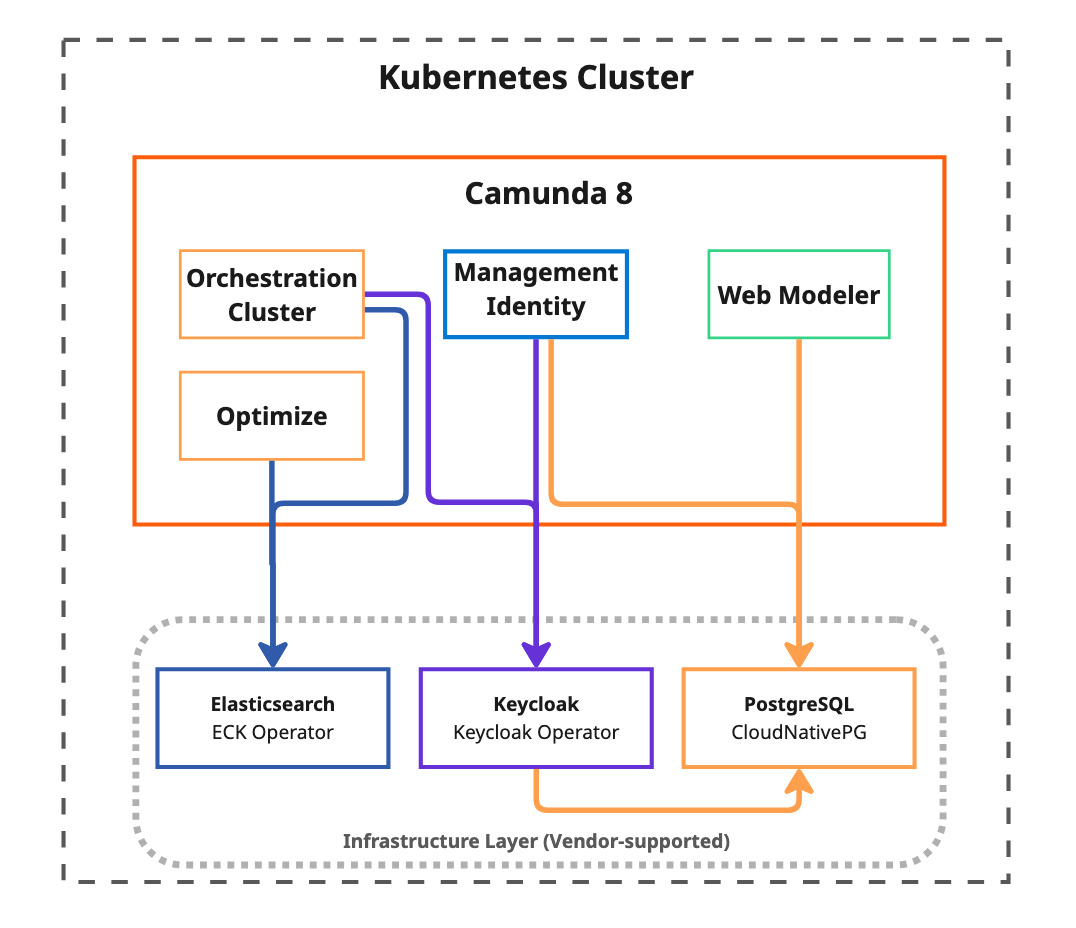 Kubernetes Cluster
Camunda 8
Orchestration
Cluster
Management
Identity
Web Modeler
Optimize
Elasticsearch
ECK Operator
Keycloak
Keycloak Operator
PostgreSQL
CloudNativePG
Infrastructure Layer (Vendor-supported)